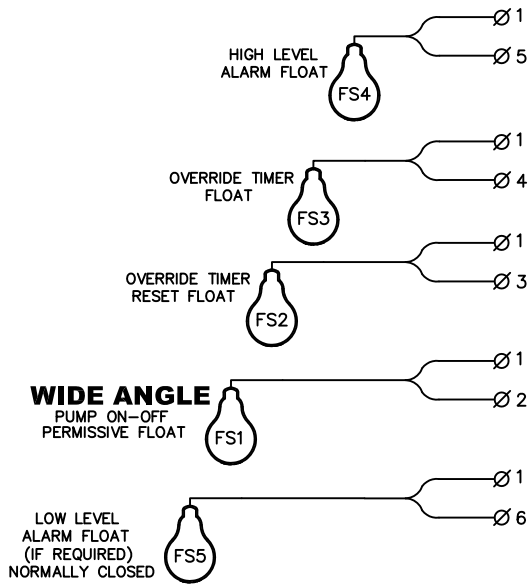 1
HIGH LEVEL
ALARM FLOAT
5
FS4
1
OVERRIDE TIMER
FLOAT
4
FS3
1
OVERRIDE TIMER
RESET FLOAT
3
FS2
1
WIDE ANGLE
PUMP ON-OFF
PERMISSIVE FLOAT
2
FS1
1
LOW LEVEL
ALARM FLOAT
(IF REQUIRED)
NORMALLY CLOSED
6
FS5